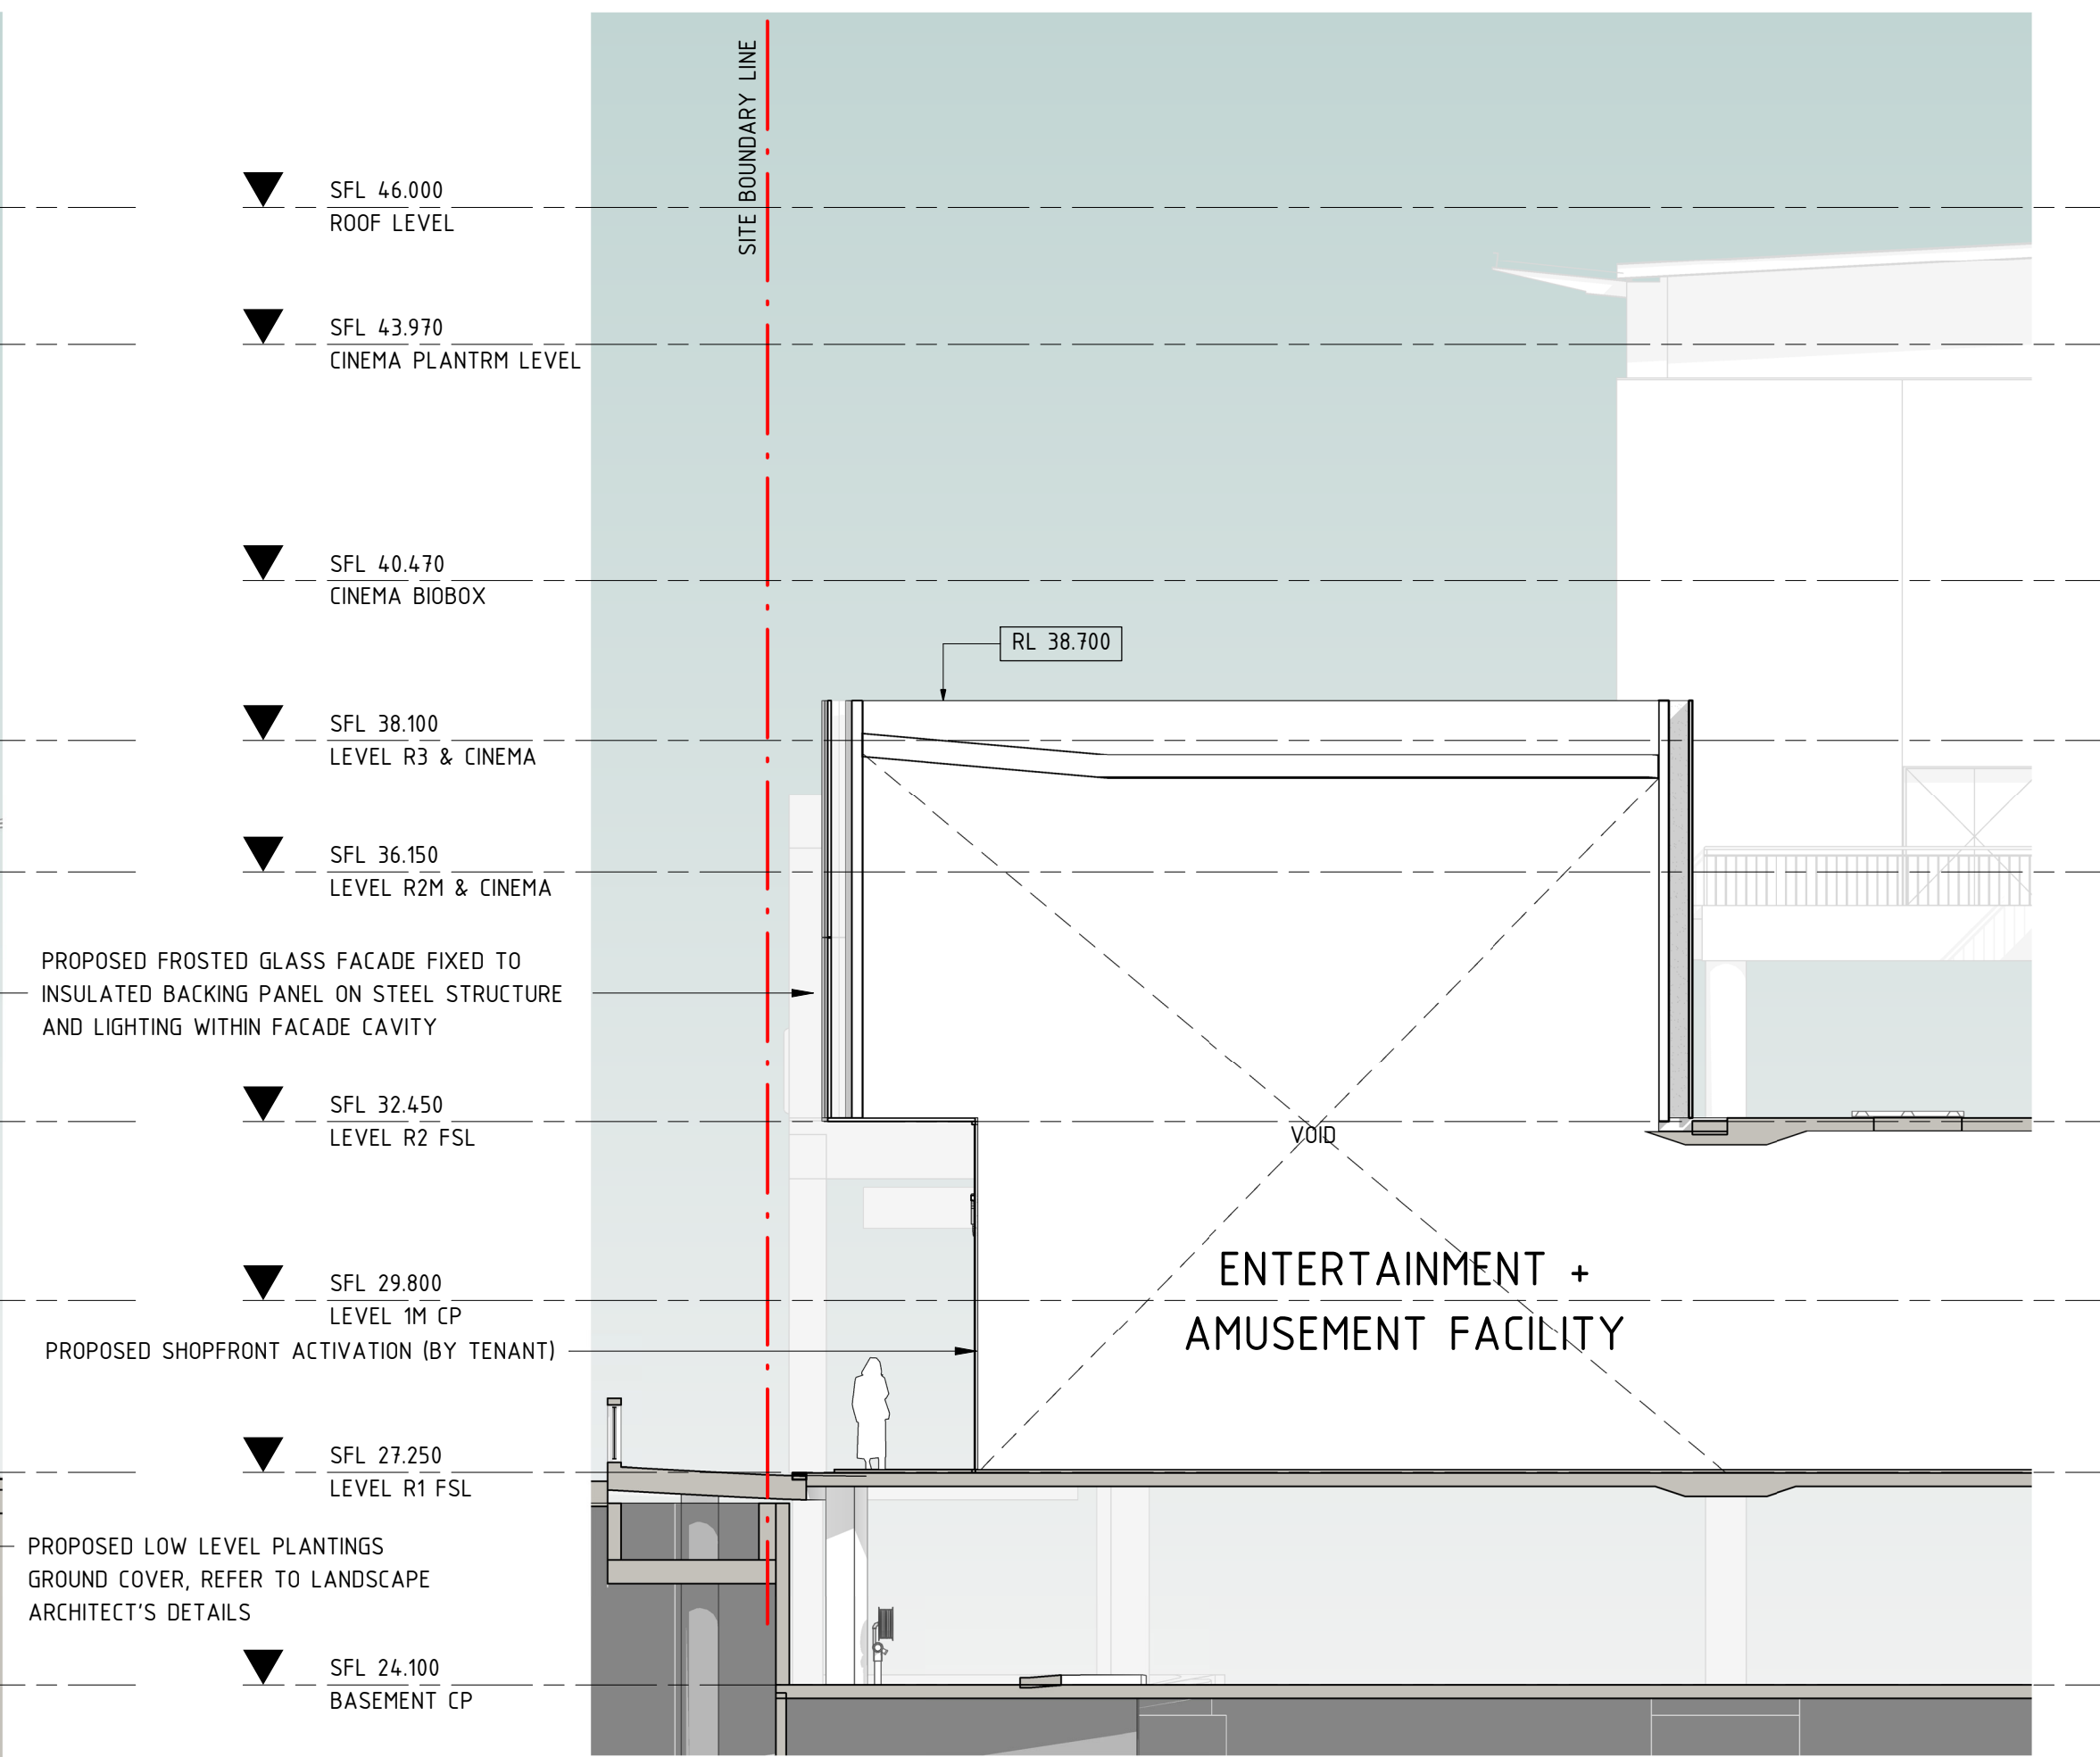 SITE BOUNDARY LINE
SFL 46.000
ROOF LEVEL
SFL 43.970
CINEMA PLANTRM LEVEL
SFL 40.470
CINEMA BIOBOX
RL 38.700
SFL 38.100
LEVEL R3 & CINEMA
SFL 36.150
LEVEL R2M & CINEMA
PROPOSED FROSTED GLASS FACADE FIXED TO
INSULATED BACKING PANEL ON STEEL STRUCTURE
AND LIGHTING WITHIN FACADE CAVITY
SFL 32.450
LEVEL R2 FSL
VOID
ENTERTAINMENT +
AMUSEMENT FACILITY
SFL 29.800
LEVEL 1M CP
PROPOSED SHOPFRONT ACTIVATION (BY TENANT)
SFL 27.250
LEVEL R1 FSL
PROPOSED LOW LEVEL PLANTINGS
GROUND COVER, REFER TO LANDSCAPE
ARCHITECT'S DETAILS
SFL 24.100
BASEMENT CP